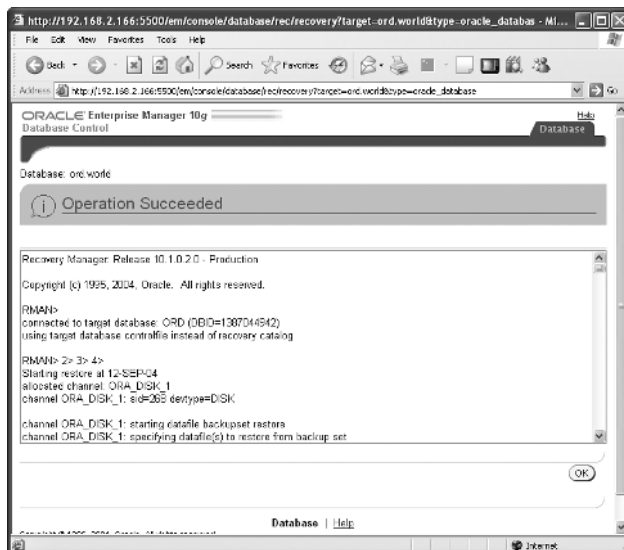 http://192.168.2.166:5500/em/console/database/rec/recovery?target=ord.world&type=oracle_databas - Mi...
File Edit View Favorites Tools Help
Back Search Favorites
Address http://192.168.2.166:5500/em/console/database/rec/recovery?target=ord.world&type=oracle_database Go
ORACLE Enterprise Manager 10g
Database Control
Help
Database
Database: ord.world
Operation Succeeded
Recovery Manager: Release 10.1.0.2.0 - Production
Copyright (c) 1995, 2004, Oracle. All rights reserved.
RMAN>
connected to target database: ORD (DBID=1387044942)
using target database controlfile instead of recovery catalog
RMAN> 2> 3> 4>
Starting restore at 12-SEP-04
allocated channel: ORA_DISK_1
channel ORA_DISK_1: sid=268 devtype=DISK
channel ORA_DISK_1: starting datafile backupset restore
channel ORA_DISK_1: specifying datafile(s) to restore from backup set
OK
Database | Help
Internet